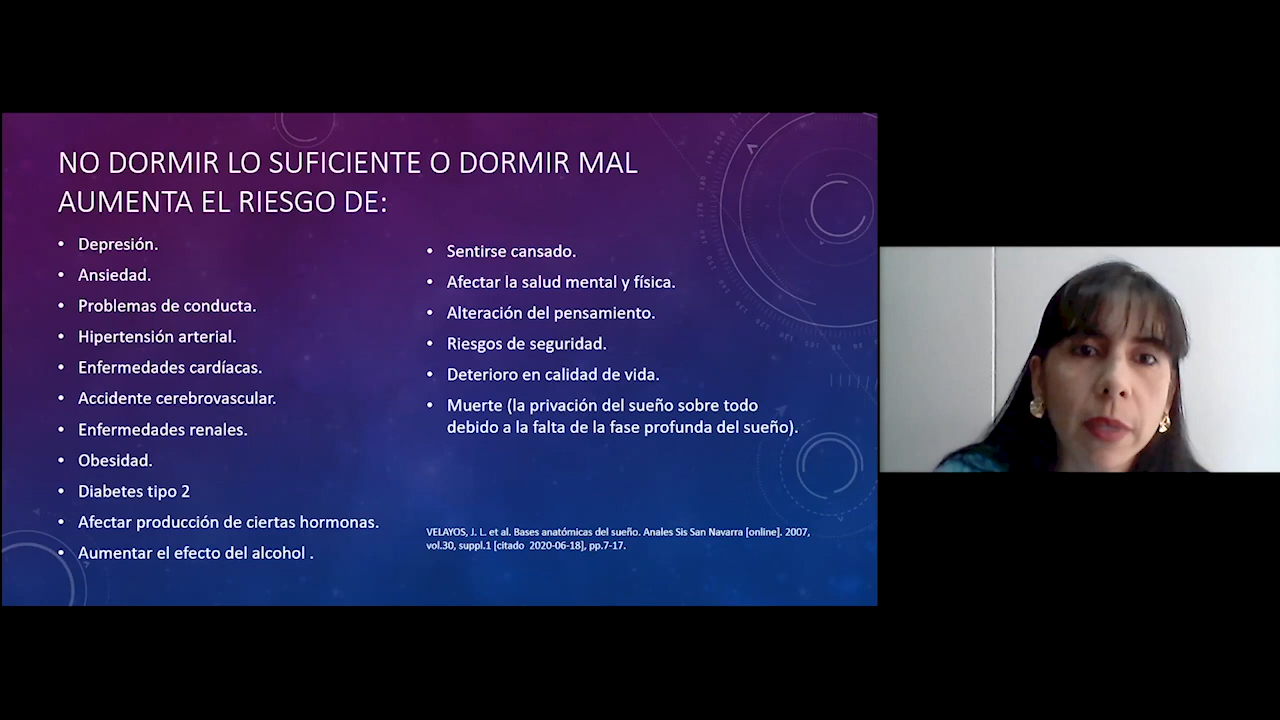 NO DORMIR LO SUFICIENTE O DORMIR MAL
AUMENTA EL RIESGO DE:
• Depresión.
• Ansiedad.
• Problemas de conducta.
• Hipertensión arterial.
• Enfermedades cardíacas.
• Accidente cerebrovascular.
• Enfermedades renales.
• Obesidad.
• Diabetes tipo 2
• Afectar producción de ciertas hormonas.
• Aumentar el efecto del alcohol .
• Sentirse cansado.
• Afectar la salud mental y física.
• Alteración del pensamiento.
• Riesgos de seguridad.
• Deterioro en calidad de vida.
• Muerte (la privación del sueño sobre todo
debido a la falta de la fase profunda del sueño).
VELAYOS, J. L. et al. Bases anatómicas del sueño. Anales Sis San Navarra [online]. 2007,
vol.30, suppl.1 [citado 2020-06-18], pp.7-17.